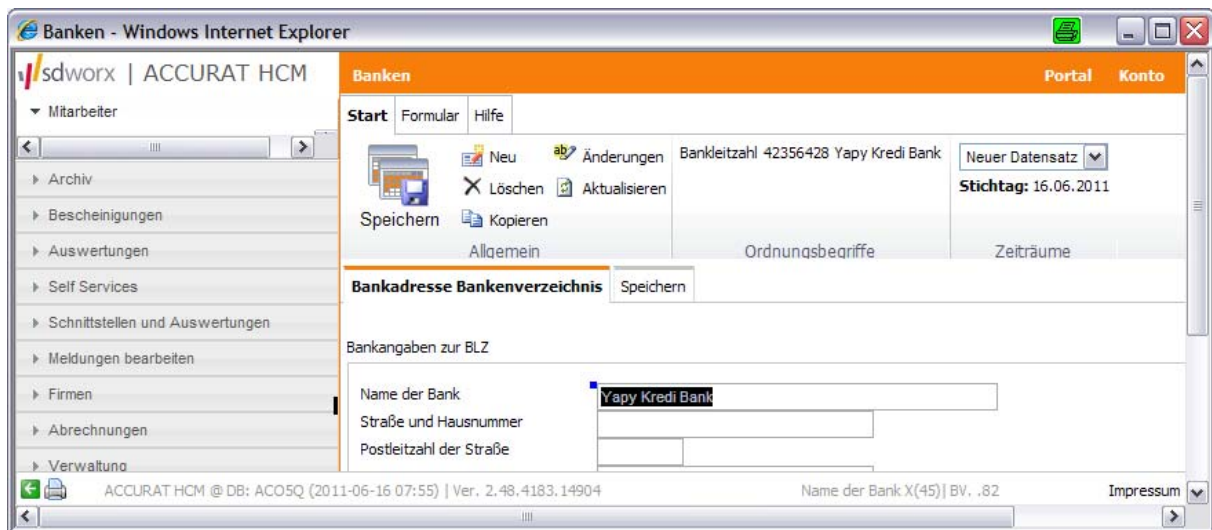 Banken - Windows Internet Explorer
sdworx | ACCURAT HCM
Banken
Portal
Konto
Mitarbeiter
Archiv
Bescheinigungen
Auswertungen
Self Services
Schnittstellen und Auswertungen
Meldungen bearbeiten
Firmen
Abrechnungen
Verwaltung
Start
Formular
Hilfe
Speichern
Neu
Löschen
Kopieren
Änderungen
Aktualisieren
Allgemein
Bankleitzahl 42356428 Yapy Kredi Bank
Ordnungsbegriffe
Neuer Datensatz
Stichtag: 16.06.2011
Zeiträume
Bankadresse Bankenverzeichnis
Speichern
Bankangaben zur BLZ
Name der Bank
Yapy Kredi Bank
Straße und Hausnummer
Postleitzahl der Straße
ACCURAT HCM @ DB: ACO5Q (2011-06-16 07:55) | Ver. 2.48.4183.14904
Name der Bank X(45)| BV. .82
Impressum